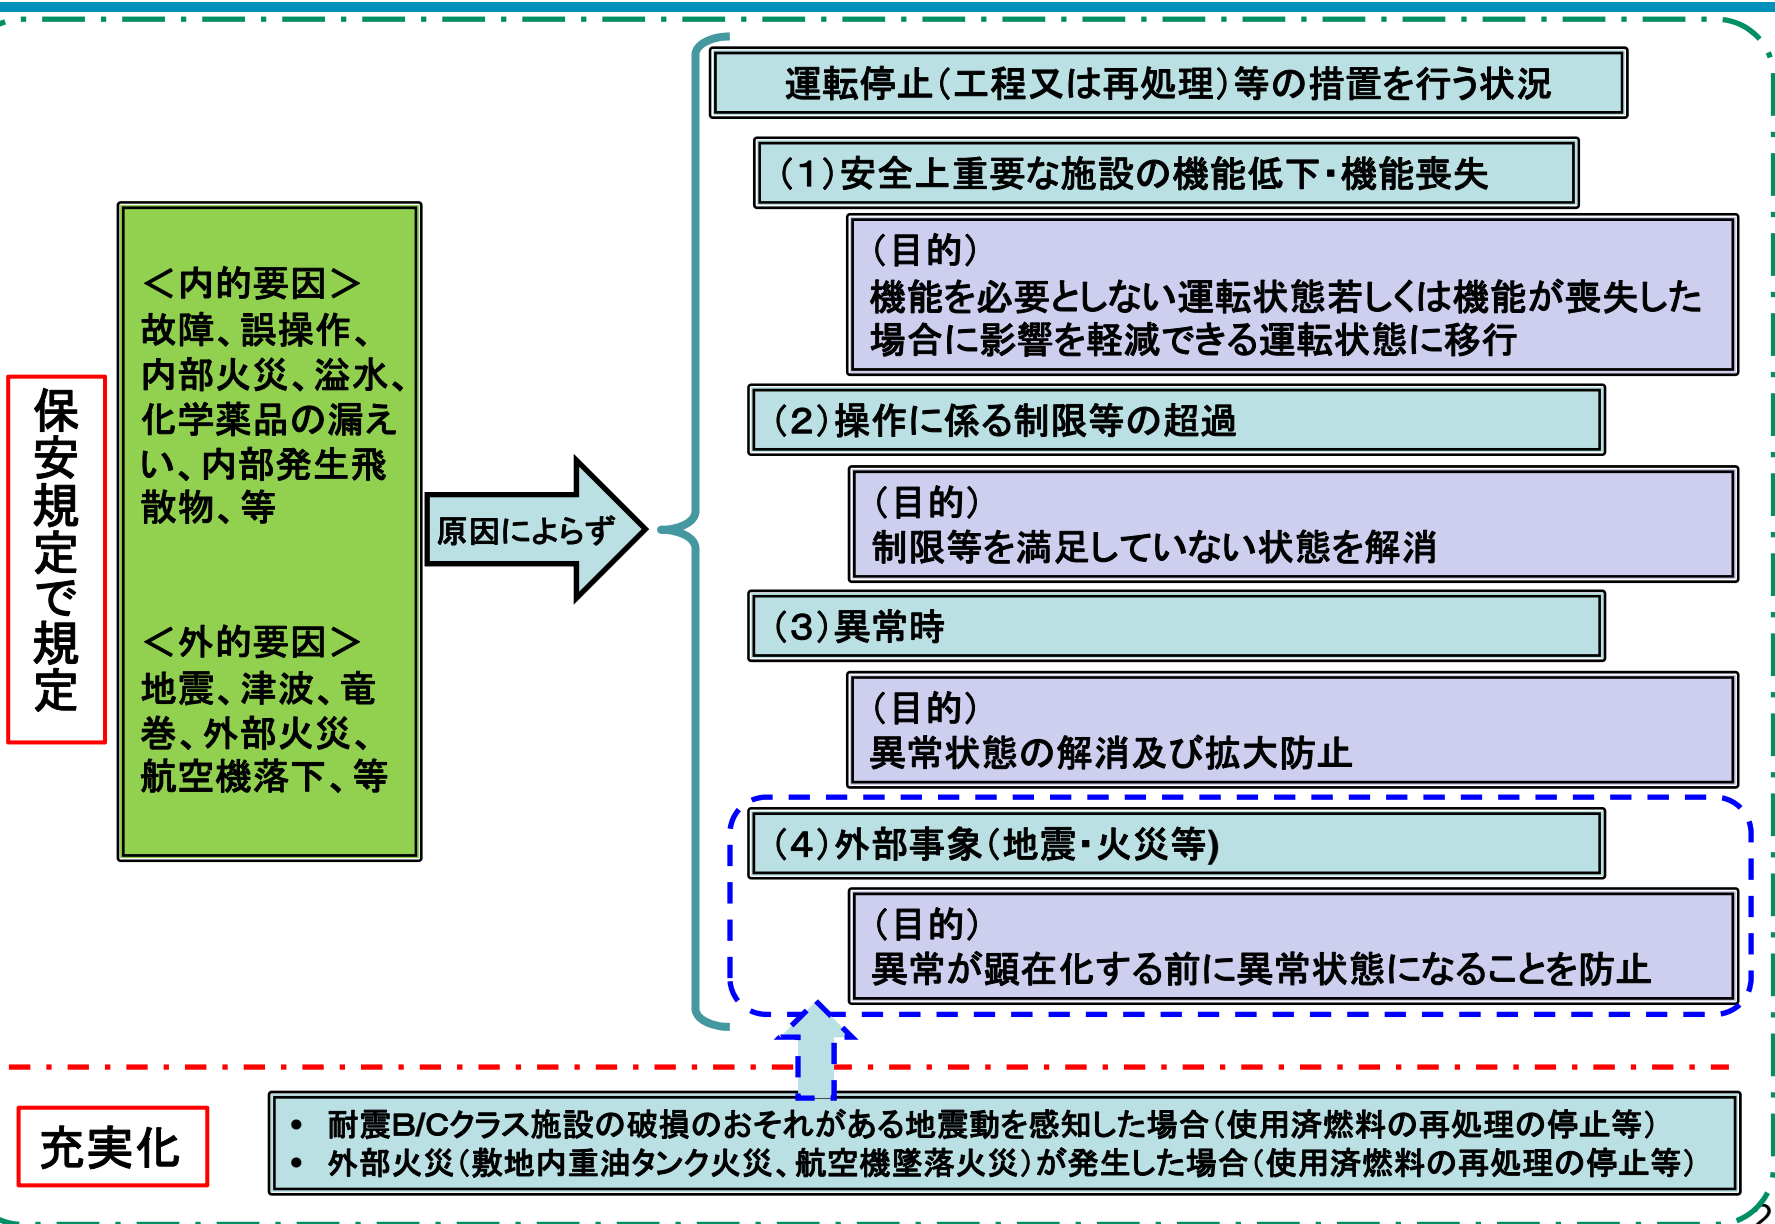 運転停止(工程又は再処理)等の措置を行う状況
(1)安全上重要な施設の機能低下・機能喪失
(目的)
機能を必要としない運転状態若しくは機能が喪失した
場合に影響を軽減できる運転状態に移行
(2)操作に係る制限等の超過
(目的)
制限等を満足していない状態を解消
(3)異常時
(目的)
異常状態の解消及び拡大防止
(4)外部事象(地震・火災等)
(目的)
異常が顕在化する前に異常状態になることを防止
保安規定で規定
<内的要因>
故障、誤操作、
内部火災、溢水、
化学薬品の漏え
い、内部発生飛
散物、等
<外的要因>
地震、津波、竜
巻、外部火災、
航空機落下、等
原因によらず
充実化
• 耐震B/Cクラス施設の破損のおそれがある地震動を感知した場合(使用済燃料の再処理の停止等)
• 外部火災(敷地内重油タンク火災、航空機墜落火災)が発生した場合(使用済燃料の再処理の停止等)